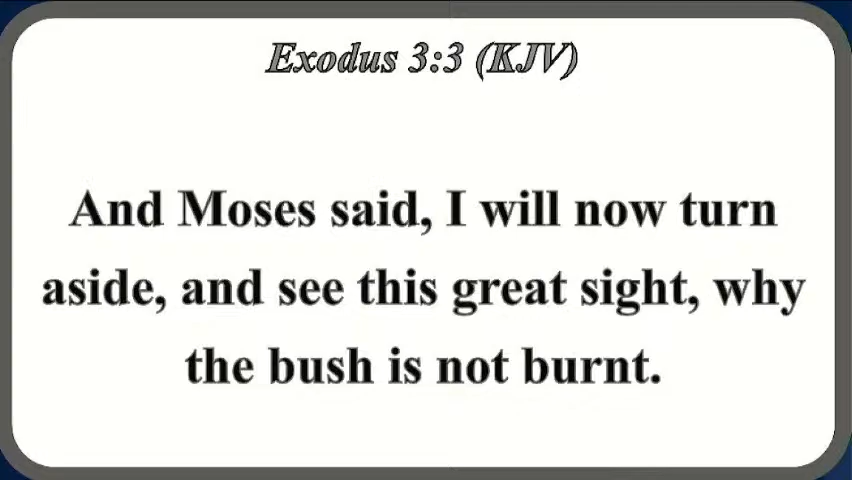 Exodus 3:3 (KJV)
And Moses said, I will now turn
aside, and see this great sight, why
the bush is not burnt.